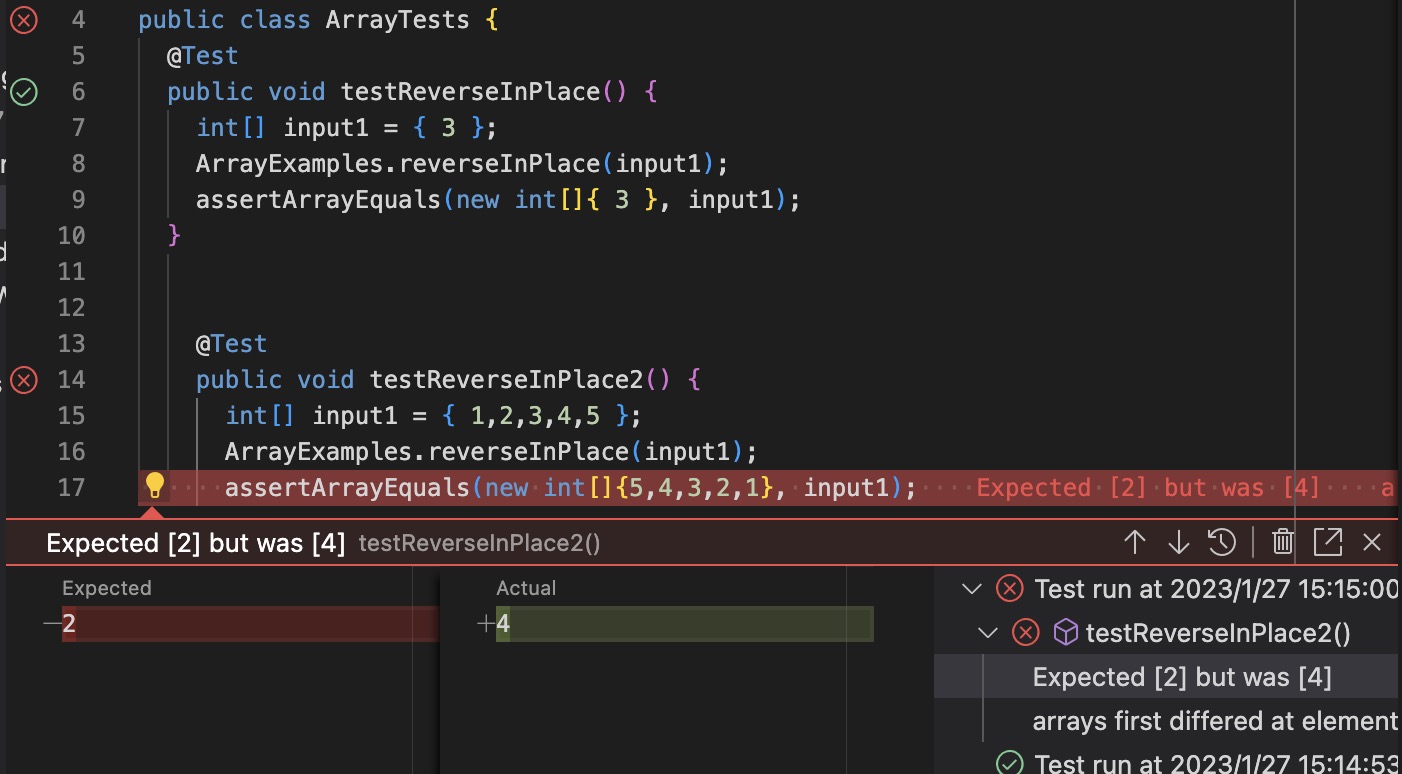 4 public class ArrayTests {
5 @Test
6 public void testReverseInPlace() {
7 int[] input1 = { 3 };
8 ArrayExamples.reverseInPlace(input1);
9 assertArrayEquals(new int[]{ 3 }, input1);
10 }
11
12
13 @Test
14 public void testReverseInPlace2() {
15 int[] input1 = { 1,2,3,4,5 };
16 ArrayExamples.reverseInPlace(input1);
17 assertArrayEquals(new int[]{5,4,3,2,1}, input1); Expected [2] but was [4] a
Expected [2] but was [4] testReverseInPlace2()
Expected
—2
Actual
+4
Test run at 2023/1/27 15:15:00
testReverseInPlace2()
Expected [2] but was [4]
arrays first differed at element
Test run at 2023/1/27 15:14:53